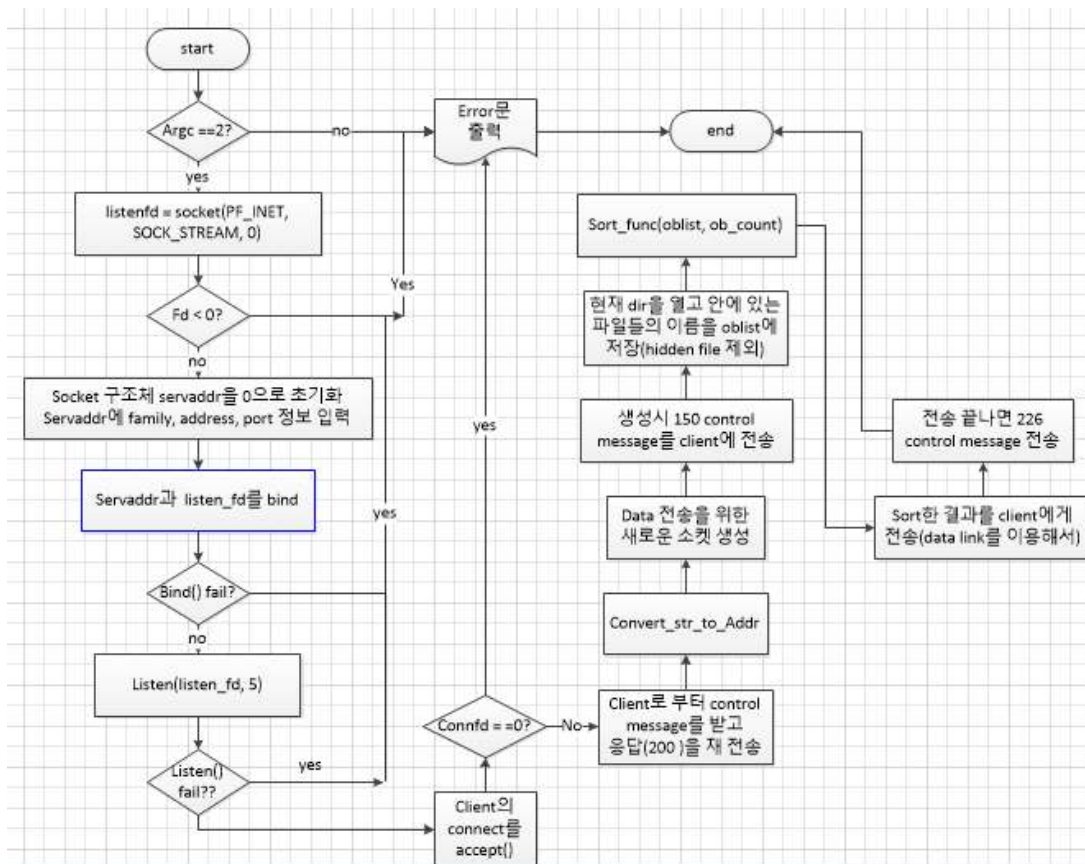 start
Argc ==2?
no
yes
Error문
출력
end
listenfd = socket(PF_INET,
SOCK_STREAM, 0)
Yes
Fd < 0?
no
Socket 구조체 servaddr을 0으로 초기화
Servaddr에 family, address, port 정보 입력
Servaddr과 listen_fd를 bind
yes
Bind() fail?
no
Listen(listen_fd, 5)
Listen()
fail??
yes
Client의
connect를
accept()
Connfd = =0?
yes
No
Client로 부터 control
message를 받고
응답(200 )을 재 전송
Convert_str_to_Addr
Data 전송을 위한
새로운 소켓 생성
생성시 150 control
message를 client에 전송
현재 dir을 열고 안에 있는
파일들의 이름을 oblist에
저장(hidden file 제외)
Sort_func(oblist, ob_count)
Sort한 결과를 client에게
전송(data link를 이용해서)
전송 끝나면 226
control message 전송